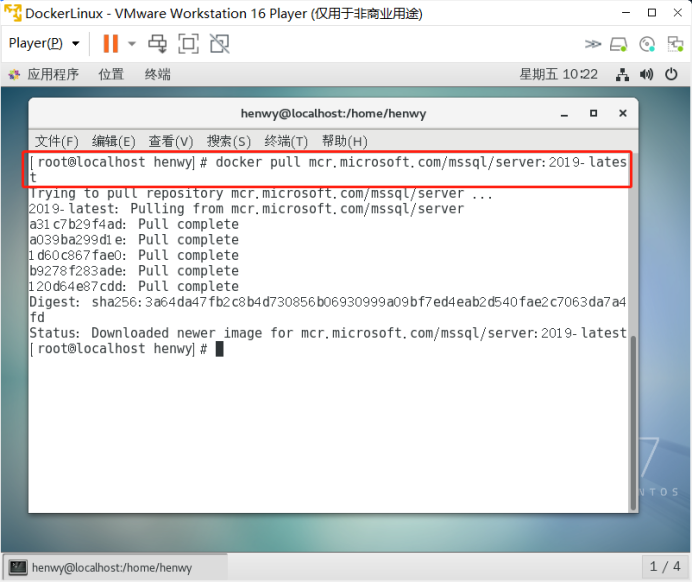 DockerLinux - VMware Workstation 16 Player (仅用于非商业用途)
Player(P)
应用程序 位置 终端 星期五 10:22
henwy@localhost:/home/henwy
文件(F) 编辑(E) 查看(V) 搜索(S) 终端(T) 帮助(H)
[root@localhost henwy]# docker pull mcr.microsoft.com/mssql/server:2019-lates
t
Trying to pull repository mcr.microsoft.com/mssql/server ...
2019-latest: Pulling from mcr.microsoft.com/mssql/server
a31c7b29f4ad: Pull complete
a039ba299d1e: Pull complete
1d60c867fae0: Pull complete
b9278f283ade: Pull complete
120d64e87cdd: Pull complete
Digest: sha256:3a64da47fb2c8b4d730856b06930999a09bf7ed4eab2d540fae2c7063da7a4
fd
Status: Downloaded newer image for mcr.microsoft.com/mssql/server:2019-latest
[root@localhost henwy]#
7
NTOS
henwy@localhost:/home/henwy
1 / 4